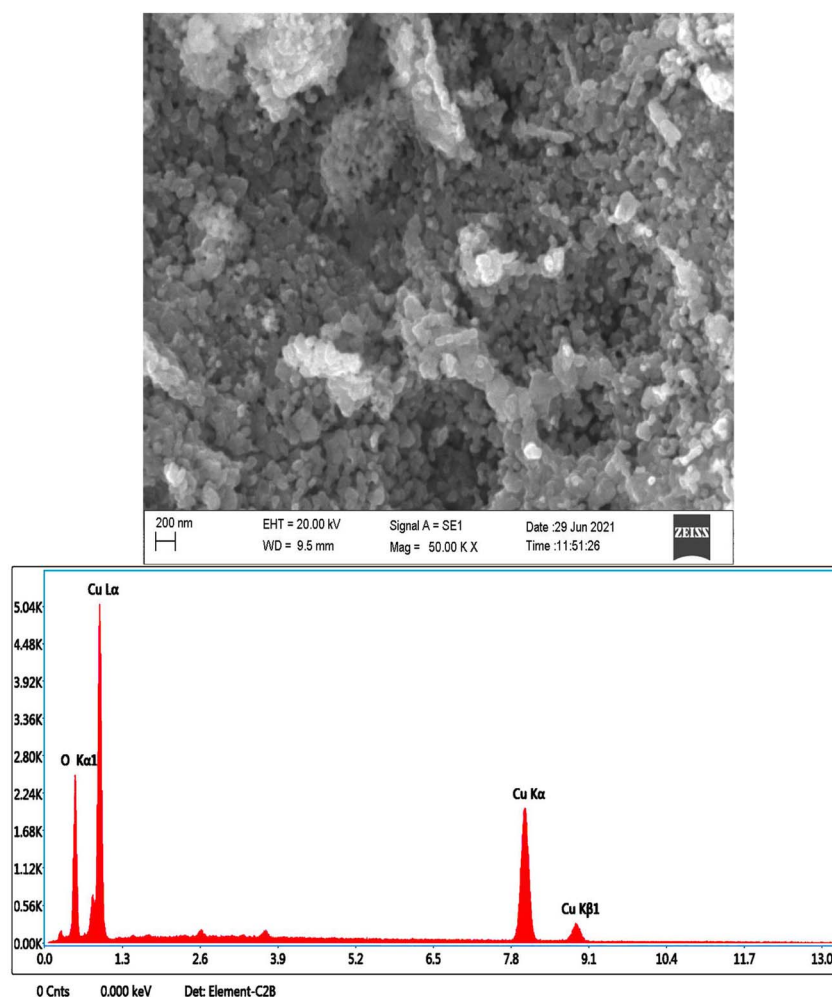 200 nm EHT = 20.00 kV Signal A = SE1 Date :29 Jun 2021 ZEISS
WD = 9.5 mm Mag = 50.00 K X Time :11:51:26
Cu Lα
5.04K
4.48K
3.92K
3.36K
2.80K
O Kα1
2.24K
Cu Kα
1.68K
1.12K
Cu Kβ1
0.56K
0.00K
0.0 1.3 2.6 3.9 5.2 6.5 7.8 9.1 10.4 11.7 13.0
0 Cnts 0.000 keV Det: Element-C2B